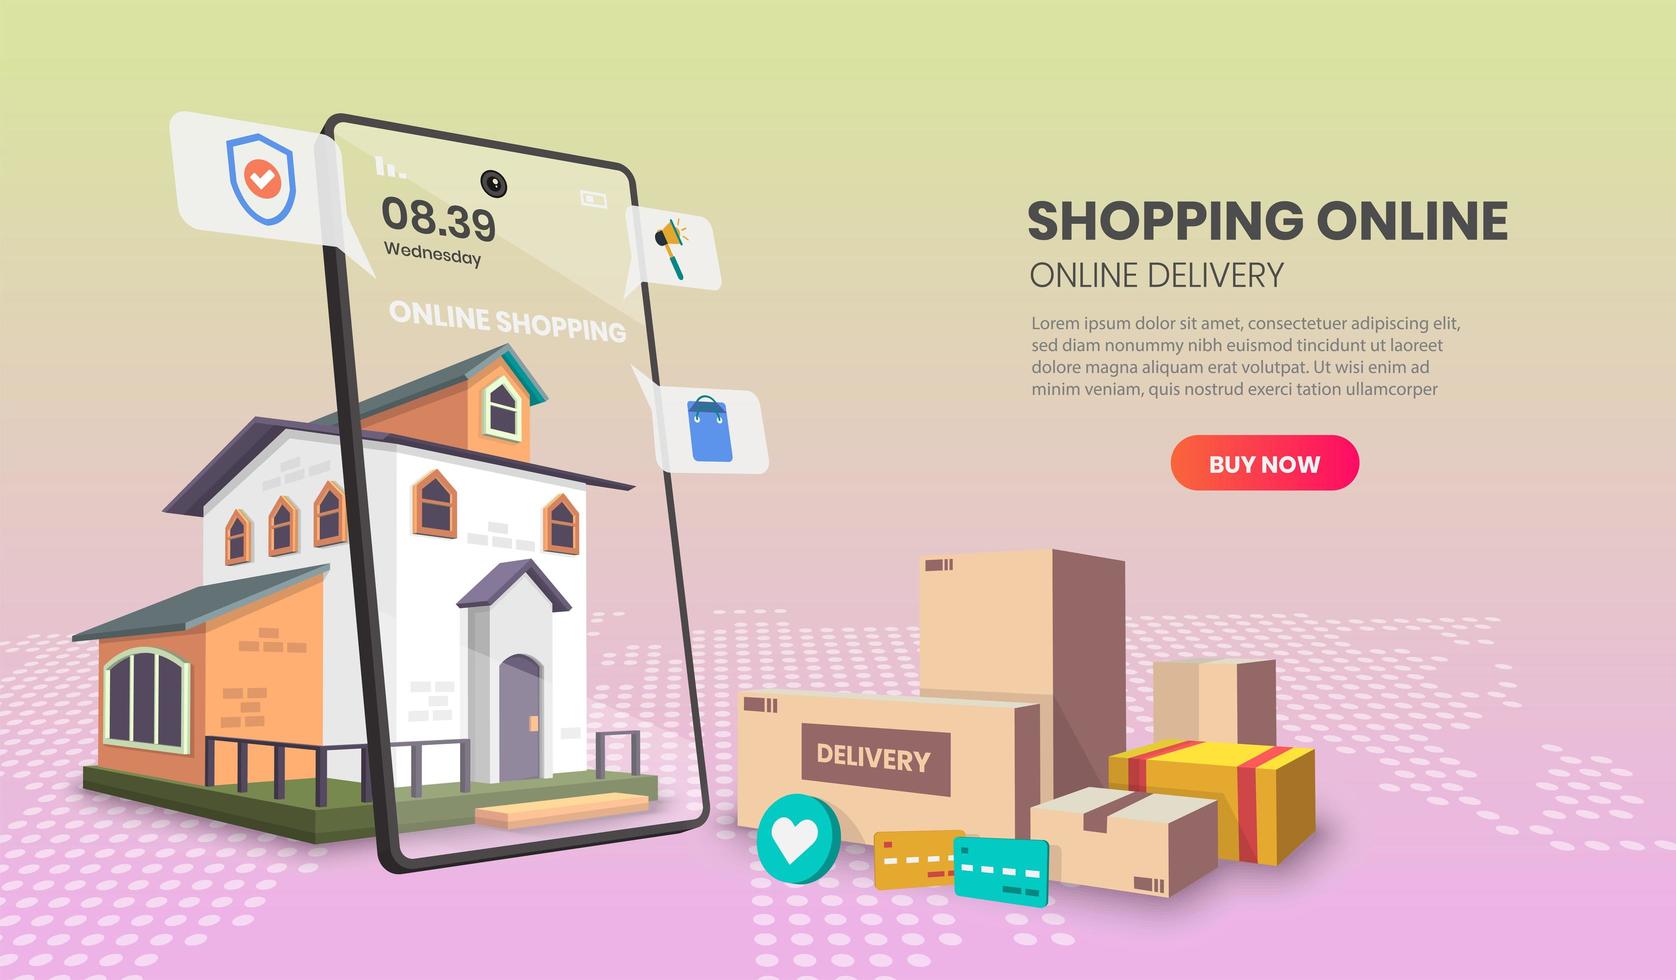 08.39
Wednesday
ONLINE SHOPPING
SHOPPING ONLINE
ONLINE DELIVERY
Lorem ipsum dolor sit amet, consectetuer adipiscing elit,
sed diam nonummy nibh euismod tincidunt ut laoreet
dolore magna aliquam erat volutpat. Ut wisi enim ad
minim veniam, quis nostrud exerci tation ullamcorper
BUY NOW
DELIVERY